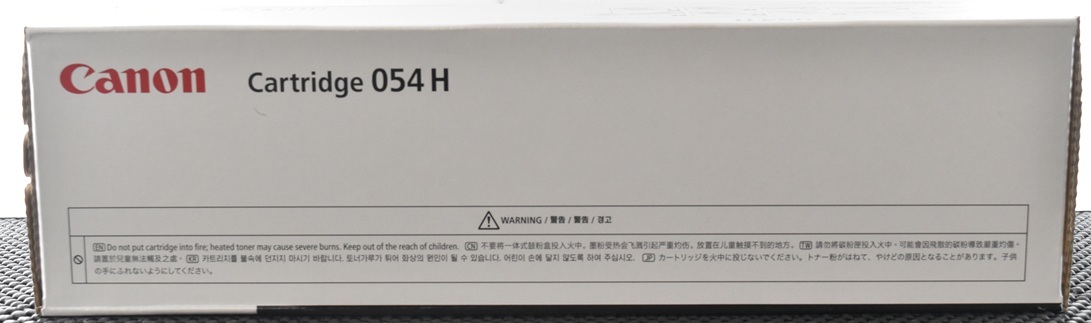 Canon Cartridge 054 H
WARNING / 警告 / 警告 / 경고
EN Do not put cartridge into fire; heated toner may cause severe burns. Keep out of the reach of children. CN 不要将一体式鼓粉盒投入火中。墨粉受热会飞溅引起严重灼伤。放置在儿童触摸不到的地方。 TW 請勿將碳粉匣投入火中，可能會因飛散的碳粉導致嚴重灼傷。
請置於兒童無法觸及之處。 KR 카트리지를 불속에 던지지 마시기 바랍니다. 토너가루가 튀어 화상의 원인이 될 수 있습니다. 어린이 손에 닿지 않도록 하여 주십시오. JP カートリッジを火中に投じないでください。トナー粉がはねて、やけどの原因となることがあります。子供
の手にふれないようにしてください。